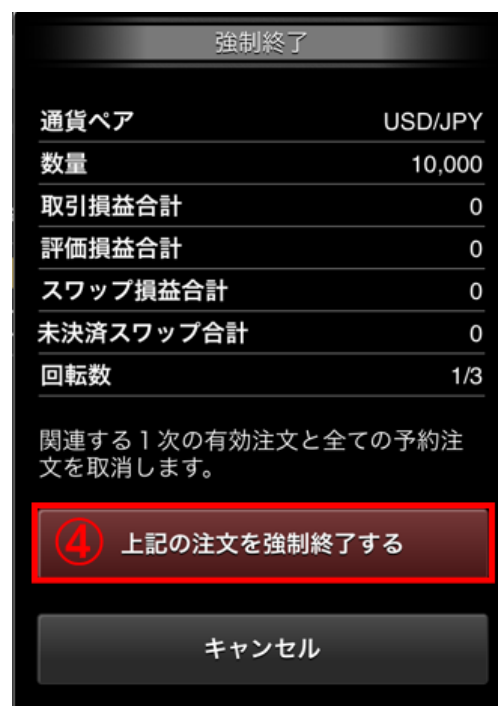 強制終了
通貨ペア USD/JPY
数量 10,000
取引損益合計 0
評価損益合計 0
スワップ損益合計 0
未決済スワップ合計 0
回転数 1/3
関連する１次の有効注文と全ての予約注
文を取消します。
④ 上記の注文を強制終了する
キャンセル